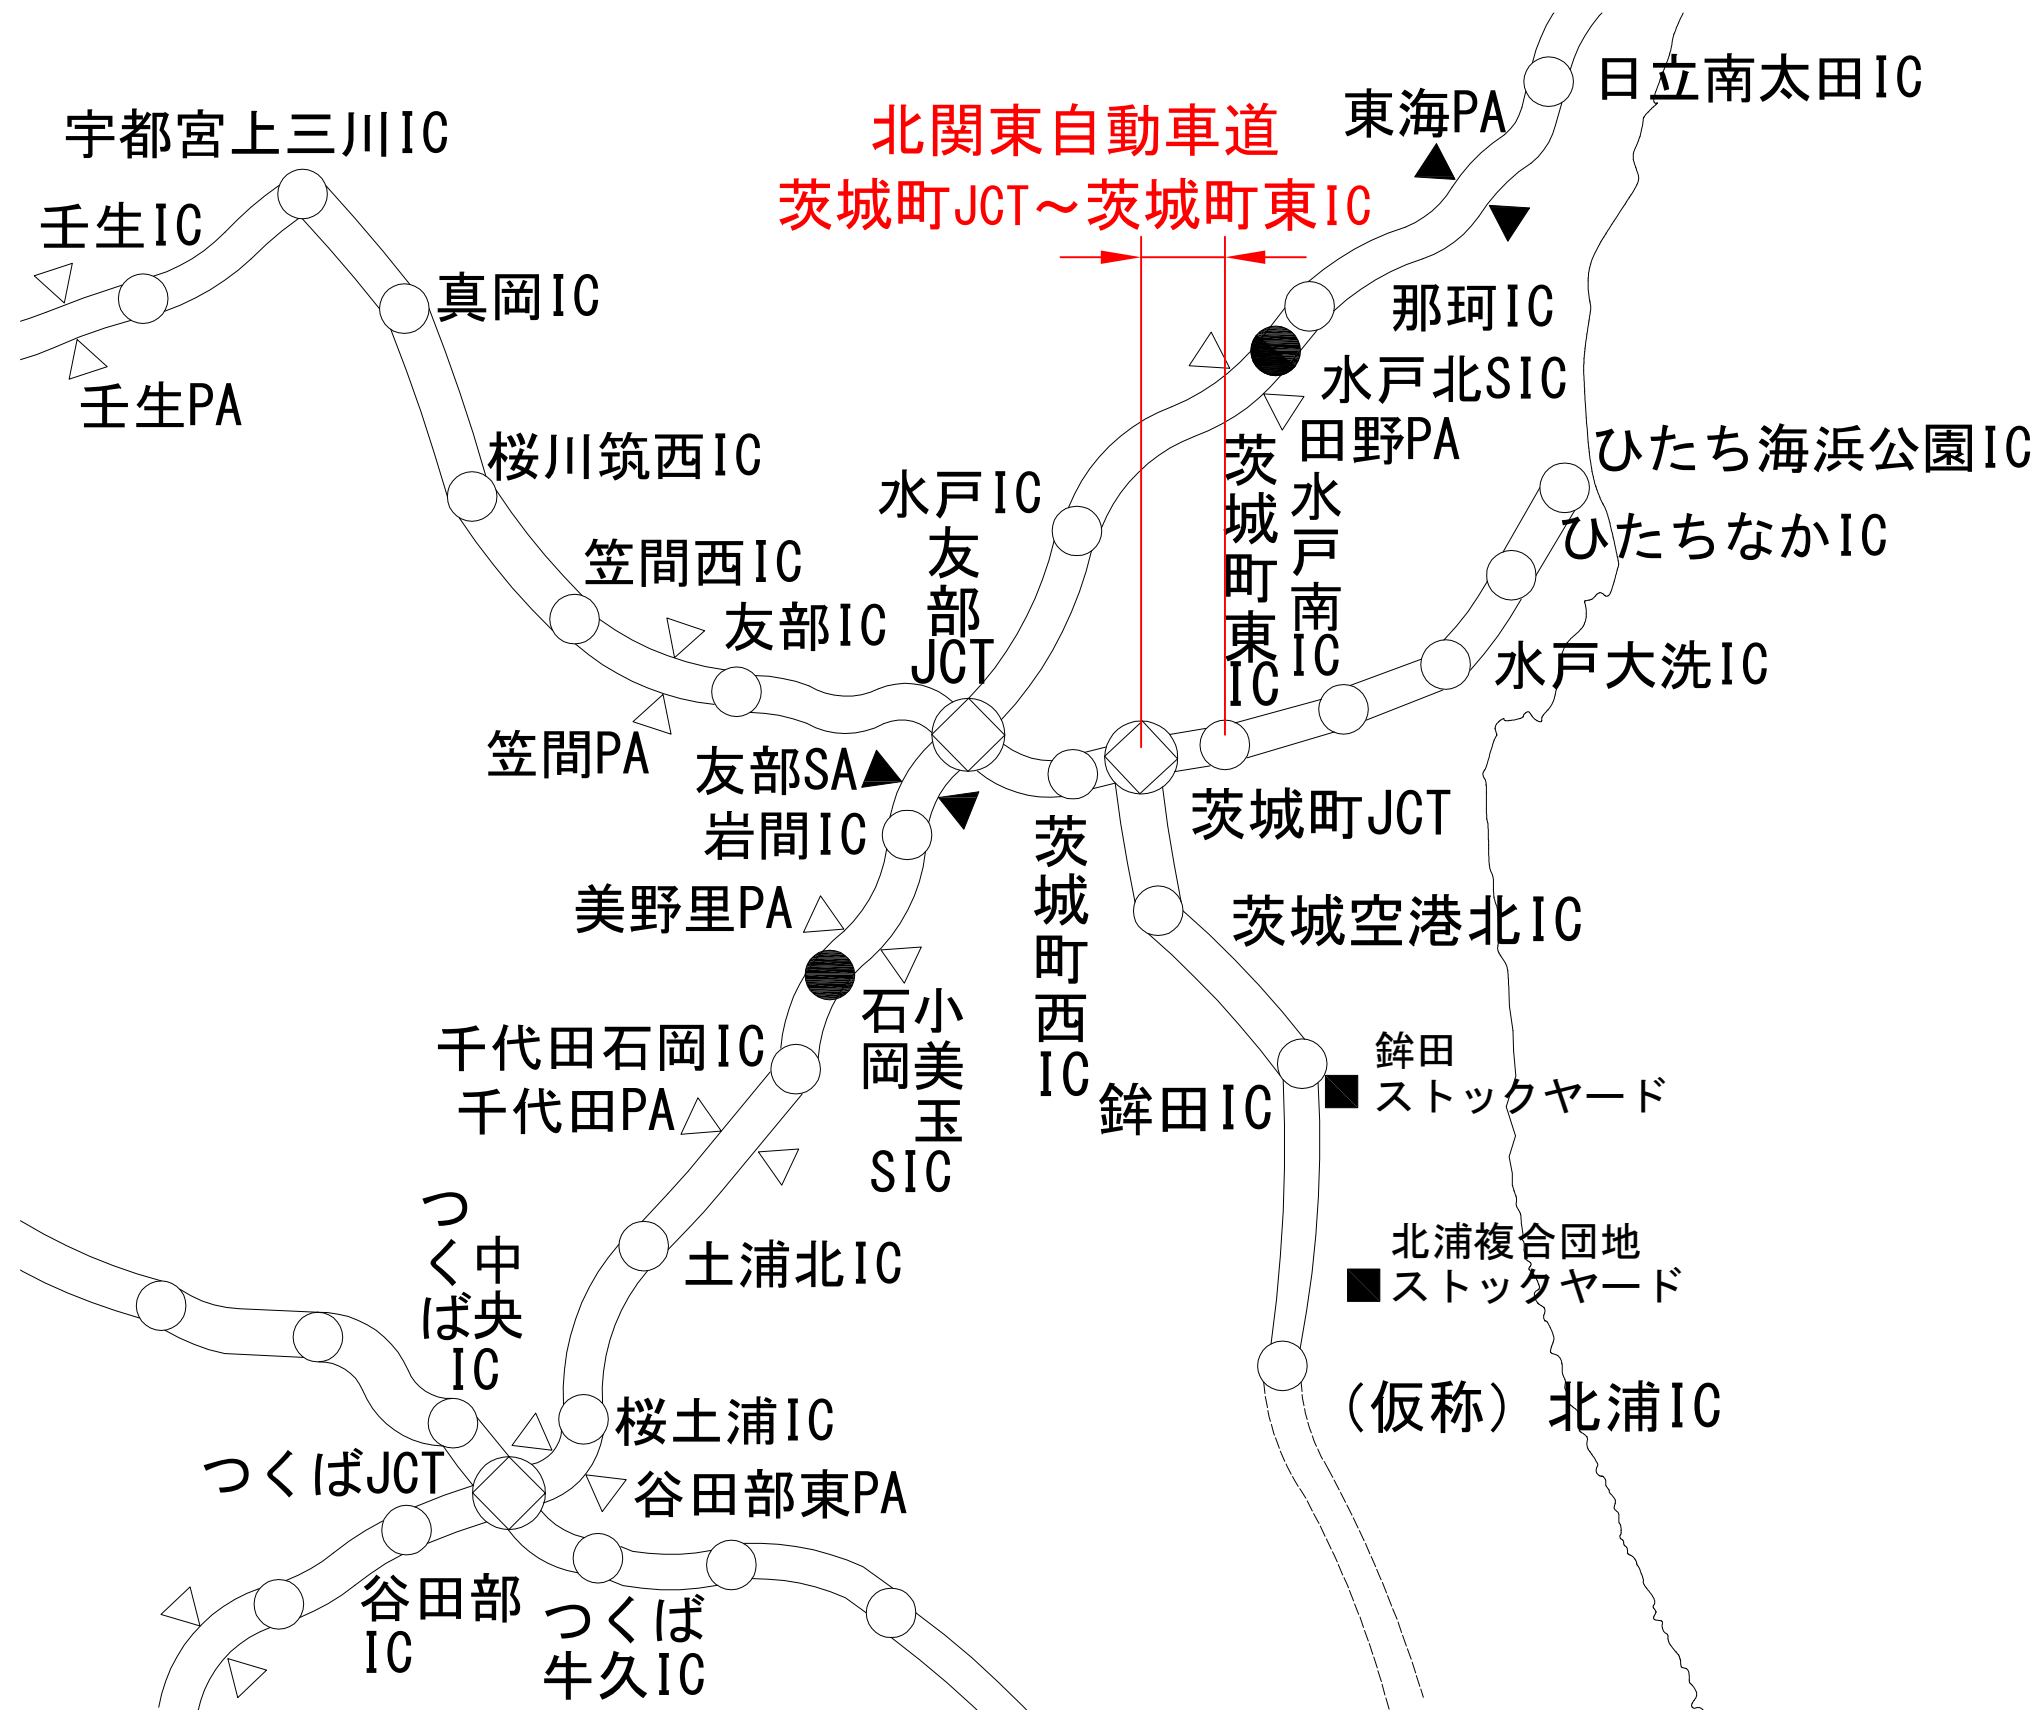 日立南太田IC
東海PA
宇都宮上三川IC
北関東自動車道
茨城町JCT～茨城町東IC
壬生IC
真岡IC
那珂IC
水戸北SIC
壬生PA
田野PA
桜川筑西IC
ひたち海浜公園IC
水戸IC
茨城町東IC
水戸南IC
ひたちなかIC
笠間西IC
友部JCT
友部IC
水戸大洗IC
笠間PA
友部SA
茨城町JCT
岩間IC
茨城町西IC
美野里PA
茨城空港北IC
石岡小美玉SIC
千代田石岡IC
鉾田
ストックヤード
千代田PA
鉾田IC
つくば中央IC
土浦北IC
北浦複合団地
ストックヤード
桜土浦IC
（仮称）北浦IC
つくばJCT
谷田部東PA
谷田部
IC
つくば
牛久IC